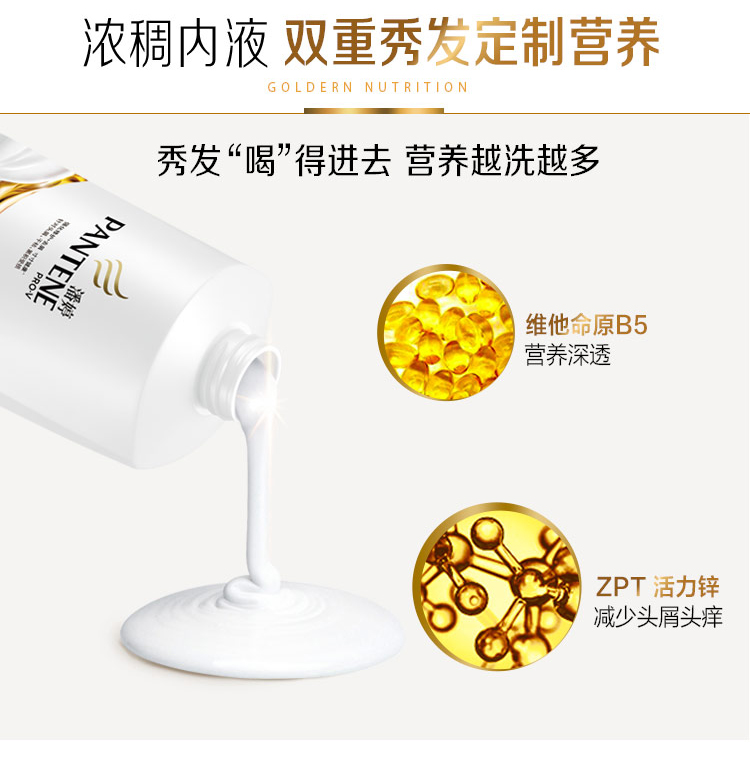 浓稠内液 双重秀发定制营养
GOLDERN NUTRITION
秀发“喝”得进去 营养越洗越多
PANTENE
PRO-V
潘婷
维他命原B5
营养深透
ZPT 活力锌
减少头屑头痒